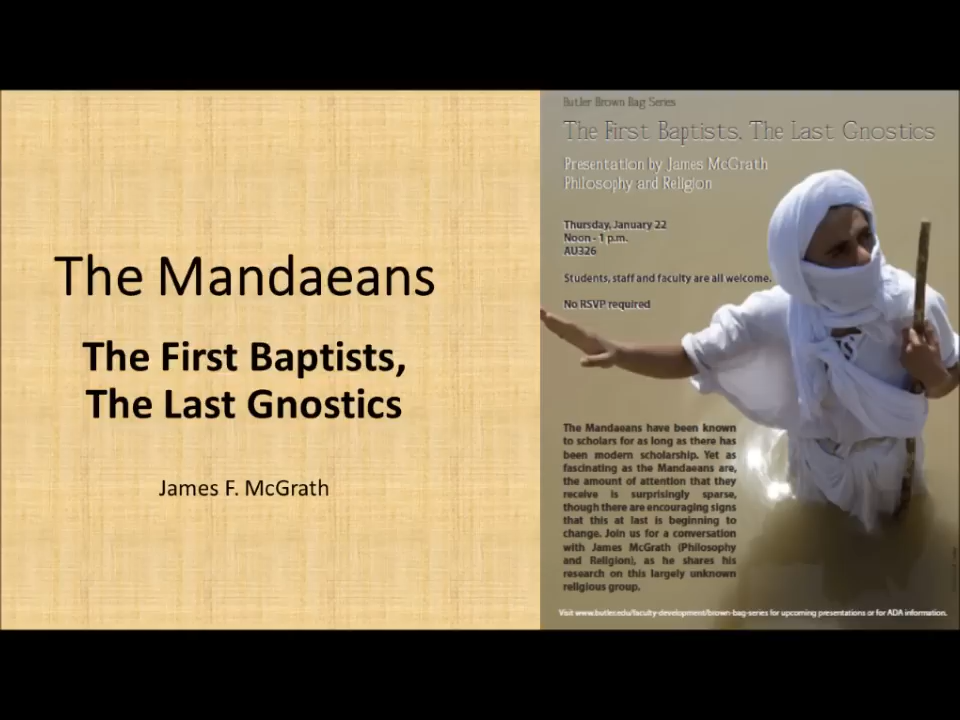 The Mandaeans
The First Baptists,
The Last Gnostics
James F. McGrath
Butler Brown Bag Series
The First Baptists, The Last Gnostics
Presentation by James McGrath
Philosophy and Religion
Thursday, January 22
Noon - 1 p.m.
AU326
Students, staff and faculty are all welcome.
No RSVP required
The Mandaeans have been known
to scholars for as long as there has
been modern scholarship. Yet as
fascinating as the Mandaeans are,
the amount of attention that they
receive is surprisingly sparse,
though there are encouraging signs
that this at last is beginning to
change. Join us for a conversation
with James McGrath (Philosophy
and Religion), as he shares his
research on this largely unknown
religious group.
Visit www.butler.edu/faculty-development/brown-bag-series for upcoming presentations or for ADA information.